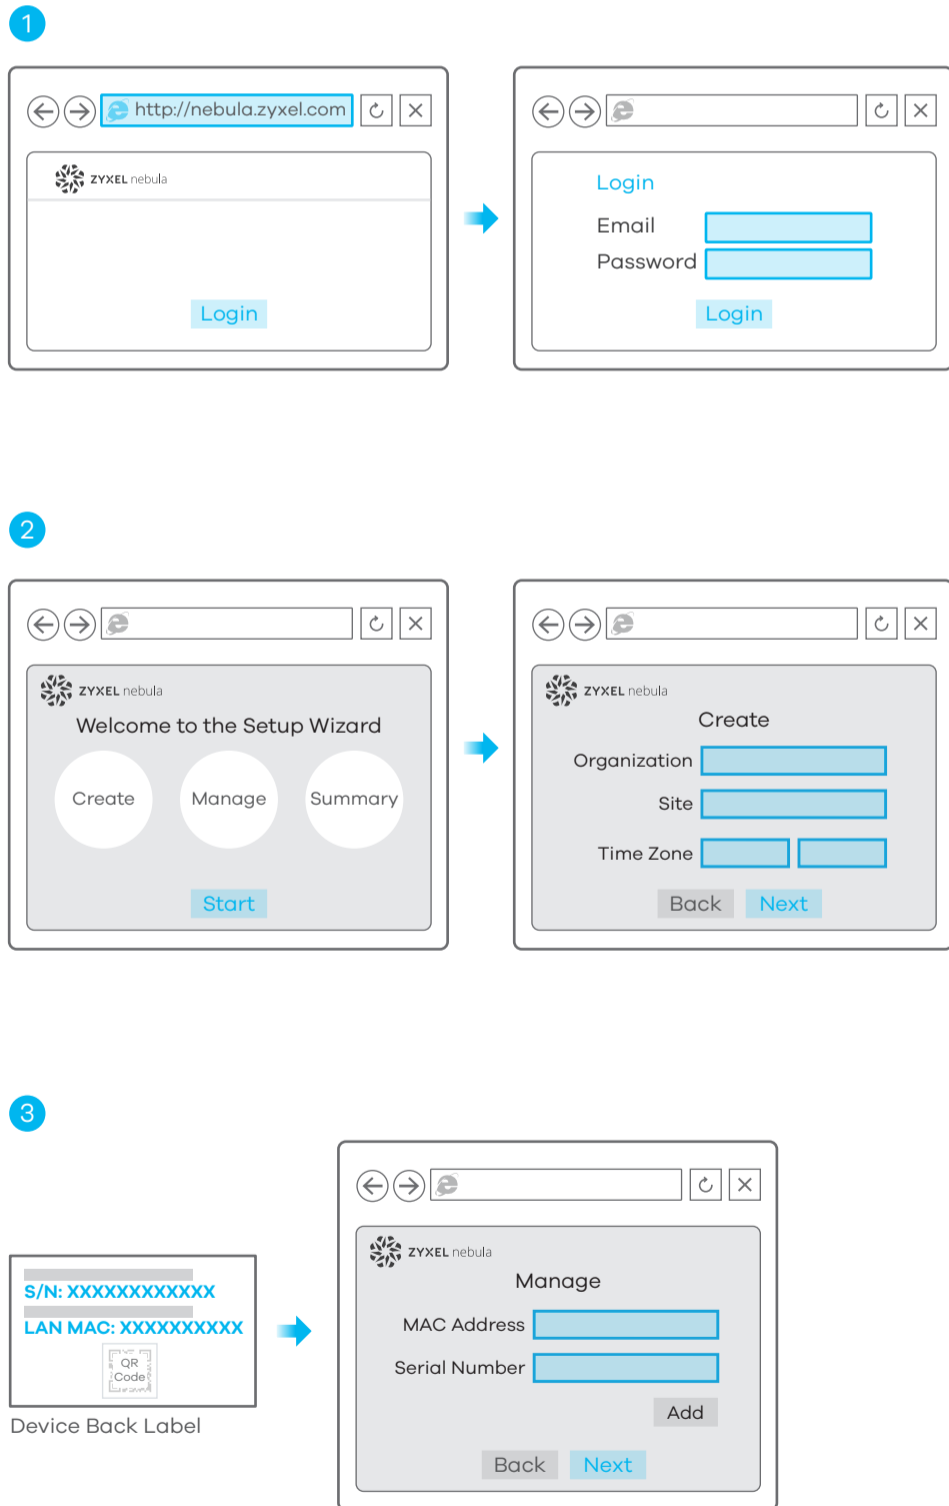 1
http://nebula.zyxel.com
ZYXEL nebula
Login
Login
Email
Password
Login
2
ZYXEL nebula
Welcome to the Setup Wizard
Create Manage Summary
Start
ZYXEL nebula
Create
Organization
Site
Time Zone
Back Next
3
S/N: XXXXXXXXXXXX
LAN MAC: XXXXXXXXXX
QR
Code
Device Back Label
ZYXEL nebula
Manage
MAC Address
Serial Number
Add
Back Next